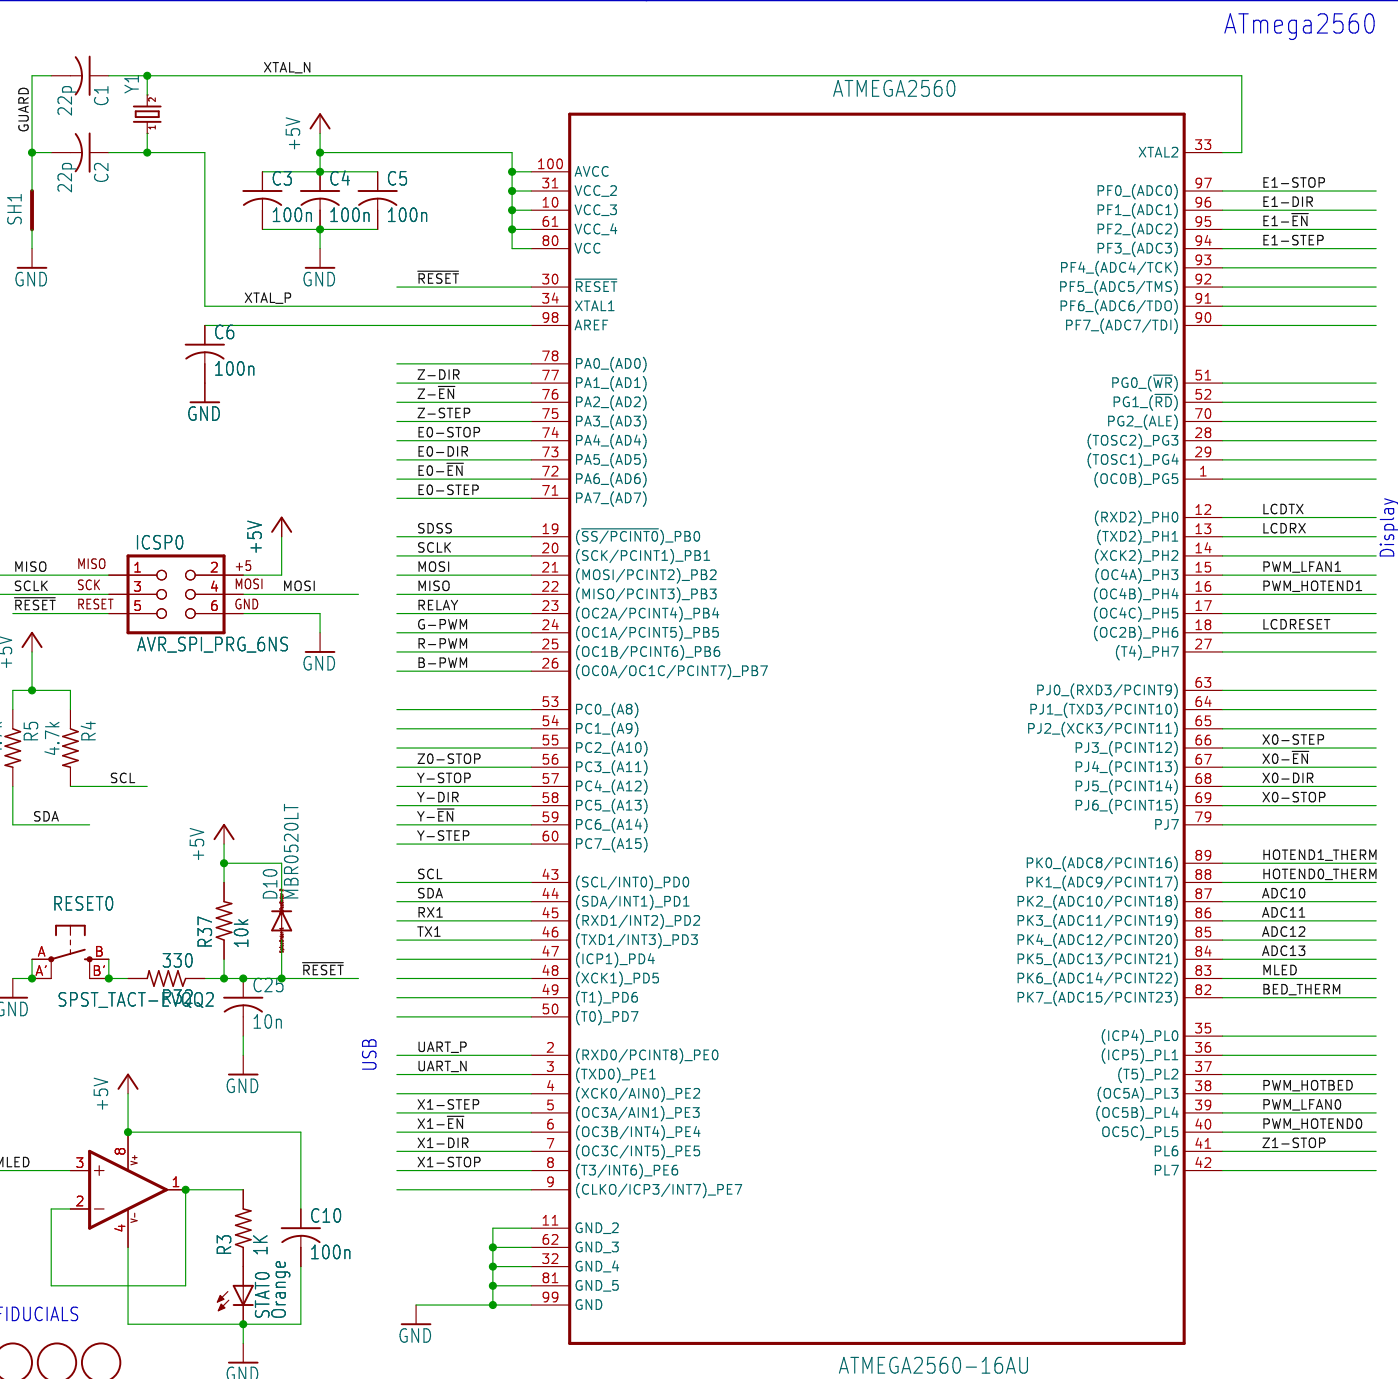 ATmega2560
XTAL_N
GUARD
22p
C1
Y1
2
1
22p
C2
SH1
GND
+5V
C3
C4
C5
100n
100n
100n
GND
RESET
XTAL_P
C6
100n
GND
ATMEGA2560
100 AVCC
31 VCC_2
10 VCC_3
61 VCC_4
80 VCC
30 RESET
34 XTAL1
98 AREF
78 PA0_(AD0)
Z-DIR 77 PA1_(AD1)
Z-EN 76 PA2_(AD2)
Z-STEP 75 PA3_(AD3)
E0-STOP 74 PA4_(AD4)
E0-DIR 73 PA5_(AD5)
E0-EN 72 PA6_(AD6)
E0-STEP 71 PA7_(AD7)
SDSS 19 (SS/PCINT0)_PB0
SCLK 20 (SCK/PCINT1)_PB1
MOSI 21 (MOSI/PCINT2)_PB2
MISO 22 (MISO/PCINT3)_PB3
RELAY 23 (OC2A/PCINT4)_PB4
G-PWM 24 (OC1A/PCINT5)_PB5
R-PWM 25 (OC1B/PCINT6)_PB6
B-PWM 26 (OC0A/OC1C/PCINT7)_PB7
53 PC0_(A8)
54 PC1_(A9)
55 PC2_(A10)
Z0-STOP 56 PC3_(A11)
Y-STOP 57 PC4_(A12)
Y-DIR 58 PC5_(A13)
Y-EN 59 PC6_(A14)
Y-STEP 60 PC7_(A15)
SCL 43 (SCL/INT0)_PD0
SDA 44 (SDA/INT1)_PD1
RX1 45 (RXD1/INT2)_PD2
TX1 46 (TXD1/INT3)_PD3
47 (ICP1)_PD4
48 (XCK1)_PD5
49 (T1)_PD6
50 (T0)_PD7
USB
UART_P 2 (RXD0/PCINT8)_PE0
UART_N 3 (TXD0)_PE1
4 (XCK0/AIN0)_PE2
X1-STEP 5 (OC3A/AIN1)_PE3
X1-EN 6 (OC3B/INT4)_PE4
X1-DIR 7 (OC3C/INT5)_PE5
X1-STOP 8 (T3/INT6)_PE6
9 (CLKO/ICP3/INT7)_PE7
11 GND_2
62 GND_3
32 GND_4
81 GND_5
99 GND
GND
XTAL2 33
PF0_(ADC0) 97 E1-STOP
PF1_(ADC1) 96 E1-DIR
PF2_(ADC2) 95 E1-EN
PF3_(ADC3) 94 E1-STEP
PF4_(ADC4/TCK) 93
PF5_(ADC5/TMS) 92
PF6_(ADC6/TDO) 91
PF7_(ADC7/TDI) 90
PG0_(WR) 51
PG1_(RD) 52
PG2_(ALE) 70
(TOSC2)_PG3 28
(TOSC1)_PG4 29
(OC0B)_PG5 1
Display
(RXD2)_PH0 12 LCDTX
(TXD2)_PH1 13 LCDRX
(XCK2)_PH2 14
(OC4A)_PH3 15 PWM_LFAN1
(OC4B)_PH4 16 PWM_HOTEND1
(OC4C)_PH5 17
(OC2B)_PH6 18 LCDRESET
(T4)_PH7 27
PJ0_(RXD3/PCINT9) 63
PJ1_(TXD3/PCINT10) 64
PJ2_(XCK3/PCINT11) 65
PJ3_(PCINT12) 66 X0-STEP
PJ4_(PCINT13) 67 X0-EN
PJ5_(PCINT14) 68 X0-DIR
PJ6_(PCINT15) 69 X0-STOP
PJ7 79
PK0_(ADC8/PCINT16) 89 HOTEND1_THERM
PK1_(ADC9/PCINT17) 88 HOTEND0_THERM
PK2_(ADC10/PCINT18) 87 ADC10
PK3_(ADC11/PCINT19) 86 ADC11
PK4_(ADC12/PCINT20) 85 ADC12
PK5_(ADC13/PCINT21) 84 ADC13
PK6_(ADC14/PCINT22) 83 MLED
PK7_(ADC15/PCINT23) 82 BED_THERM
(ICP4)_PL0 35
(ICP5)_PL1 36
(T5)_PL2 37
(OC5A)_PL3 38 PWM_HOTBED
(OC5B)_PL4 39 PWM_LFAN0
OC5C)_PL5 40 PWM_HOTEND0
PL6 41 Z1-STOP
PL7 42
ATMEGA2560-16AU
ICSP0
+5V
MISO MISO 1 2 +5
SCLK SCK 3 4 MOSI MOSI
RESET RESET 5 6 GND
AVR_SPI_PRG_6NS
GND
+5V
R5
4.7k
R4
SCL
SDA
+5V
D10
MBR0520LT
R37
10k
RESET0
A B
A' B'
330
R32
SPST_TACT-EVQQ2
RESET
C25
10n
GND
GND
+5V
MLED
3 +
2 -
8 V+
4 V-
1
R3
1K
C10
100n
STAT0
Orange
GND
FIDUCIALS